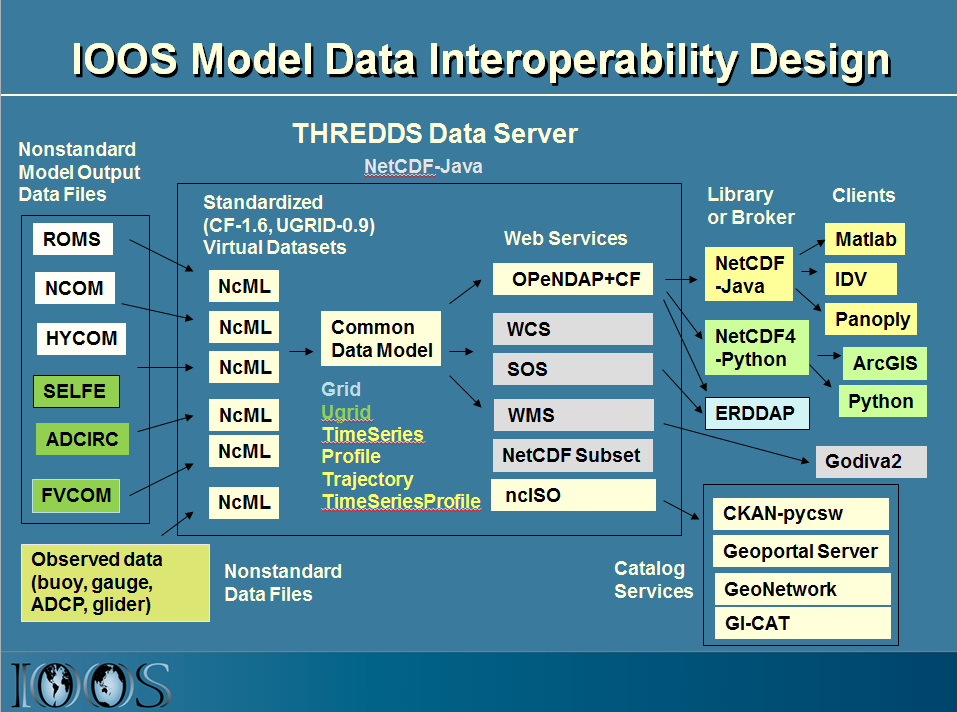 IOOS Model Data Interoperability Design
THREDDS Data Server
NetCDF-Java
Nonstandard
Model Output
Data Files
ROMS
NCOM
HYCOM
SELFE
ADCIRC
FVCOM
Observed data
(buoy, gauge,
ADCP, glider)
Nonstandard
Data Files
Standardized
(CF-1.6, UGRID-0.9)
Virtual Datasets
NcML
NcML
NcML
NcML
NcML
NcML
Common
Data Model
Grid
Ugrid
TimeSeries
Profile
Trajectory
TimeSeriesProfile
Web Services
OPeNDAP+CF
WCS
SOS
WMS
NetCDF Subset
ncISO
Library
or Broker
NetCDF
-Java
NetCDF4
-Python
ERDDAP
Clients
Matlab
IDV
Panoply
ArcGIS
Python
Godiva2
Catalog
Services
CKAN-pycsw
Geoportal Server
GeoNetwork
GI-CAT
IOOS